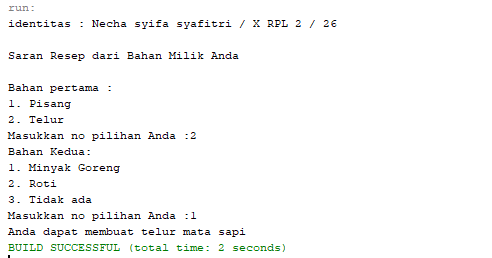 run:
identitas : Necha syifa syafitri / X RPL 2 / 26
Saran Resep dari Bahan Milik Anda
Bahan pertama :
1. Pisang
2. Telur
Masukkan no pilihan Anda :2
Bahan Kedua:
1. Minyak Goreng
2. Roti
3. Tidak ada
Masukkan no pilihan Anda :1
Anda dapat membuat telur mata sapi
BUILD SUCCESSFUL (total time: 2 seconds)